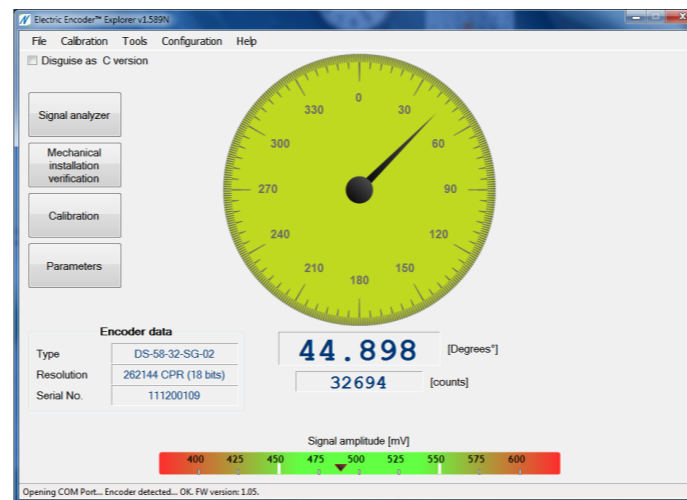 Electric Encoder™ Explorer v1.589N
File Calibration Tools Configuration Help
Disguise as C version
Signal analyzer
Mechanical
installation
verification
Calibration
Parameters
0
30
60
90
120
150
180
210
240
270
300
330
Encoder data
Type DS-58-32-SG-02
Resolution 262144 CPR (18 bits)
Serial No. 111200109
44.898 [Degrees°]
32694 [counts]
Signal amplitude [mV]
400 425 450 475 500 525 550 575 600
Opening COM Port... Encoder detected... OK. FW version: 1.05.